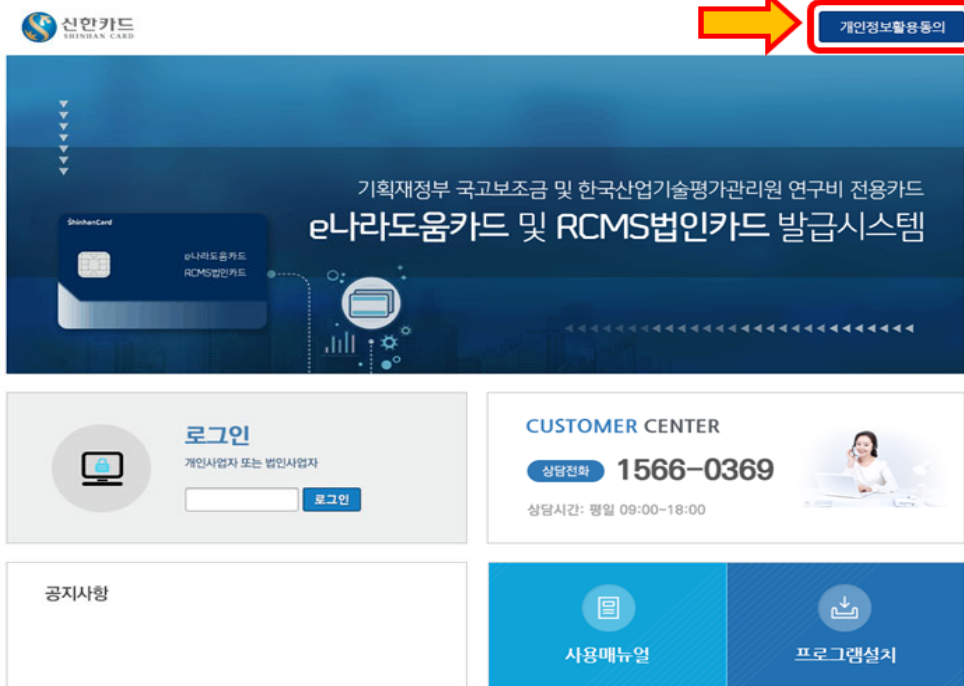 신한카드
SHINHAN CARD
개인정보활용동의
기획재정부 국고보조금 및 한국산업기술평가관리원 연구비 전용카드
e나라도움카드 및 RCMS법인카드 발급시스템
ShinhanCard
e나라도움카드
RCMS법인카드
로그인
개인사업자 또는 법인사업자
로그인
CUSTOMER CENTER
상담전화 1566-0369
상담시간: 평일 09:00-18:00
공지사항
사용매뉴얼
프로그램설치